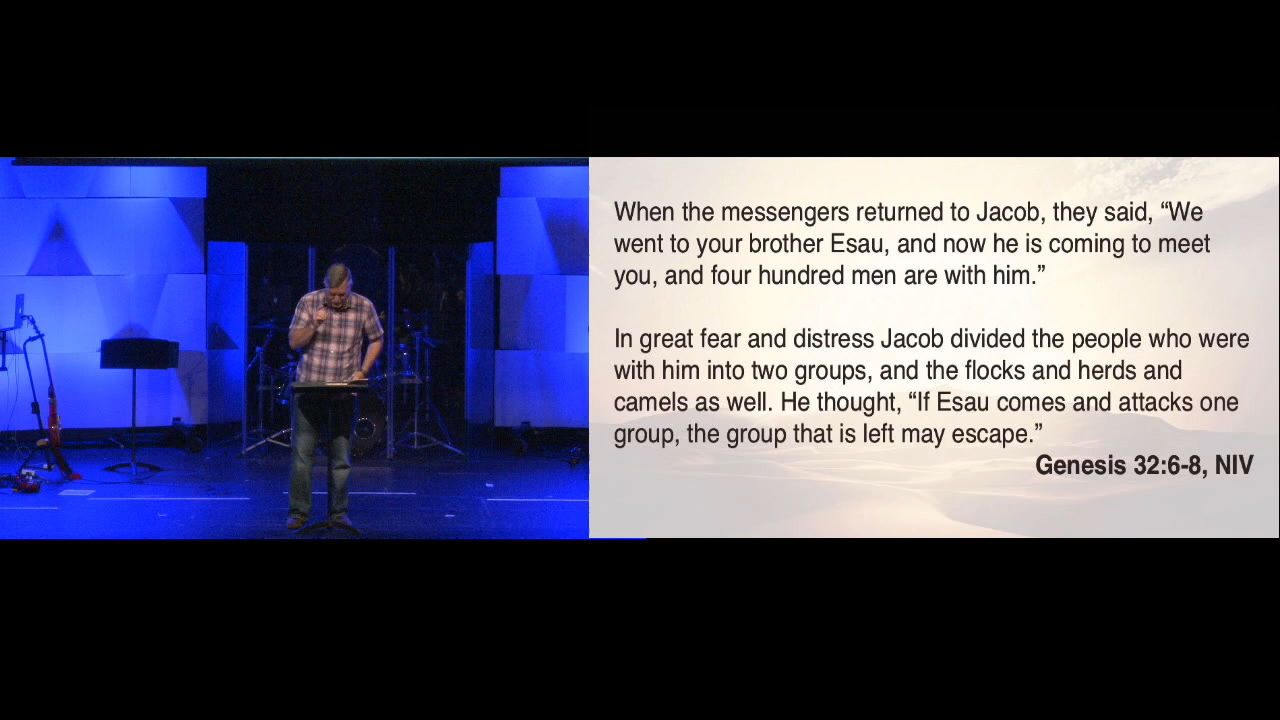 When the messengers returned to Jacob, they said, “We
went to your brother Esau, and now he is coming to meet
you, and four hundred men are with him.”
In great fear and distress Jacob divided the people who were
with him into two groups, and the flocks and herds and
camels as well. He thought, “If Esau comes and attacks one
group, the group that is left may escape.”
Genesis 32:6-8, NIV